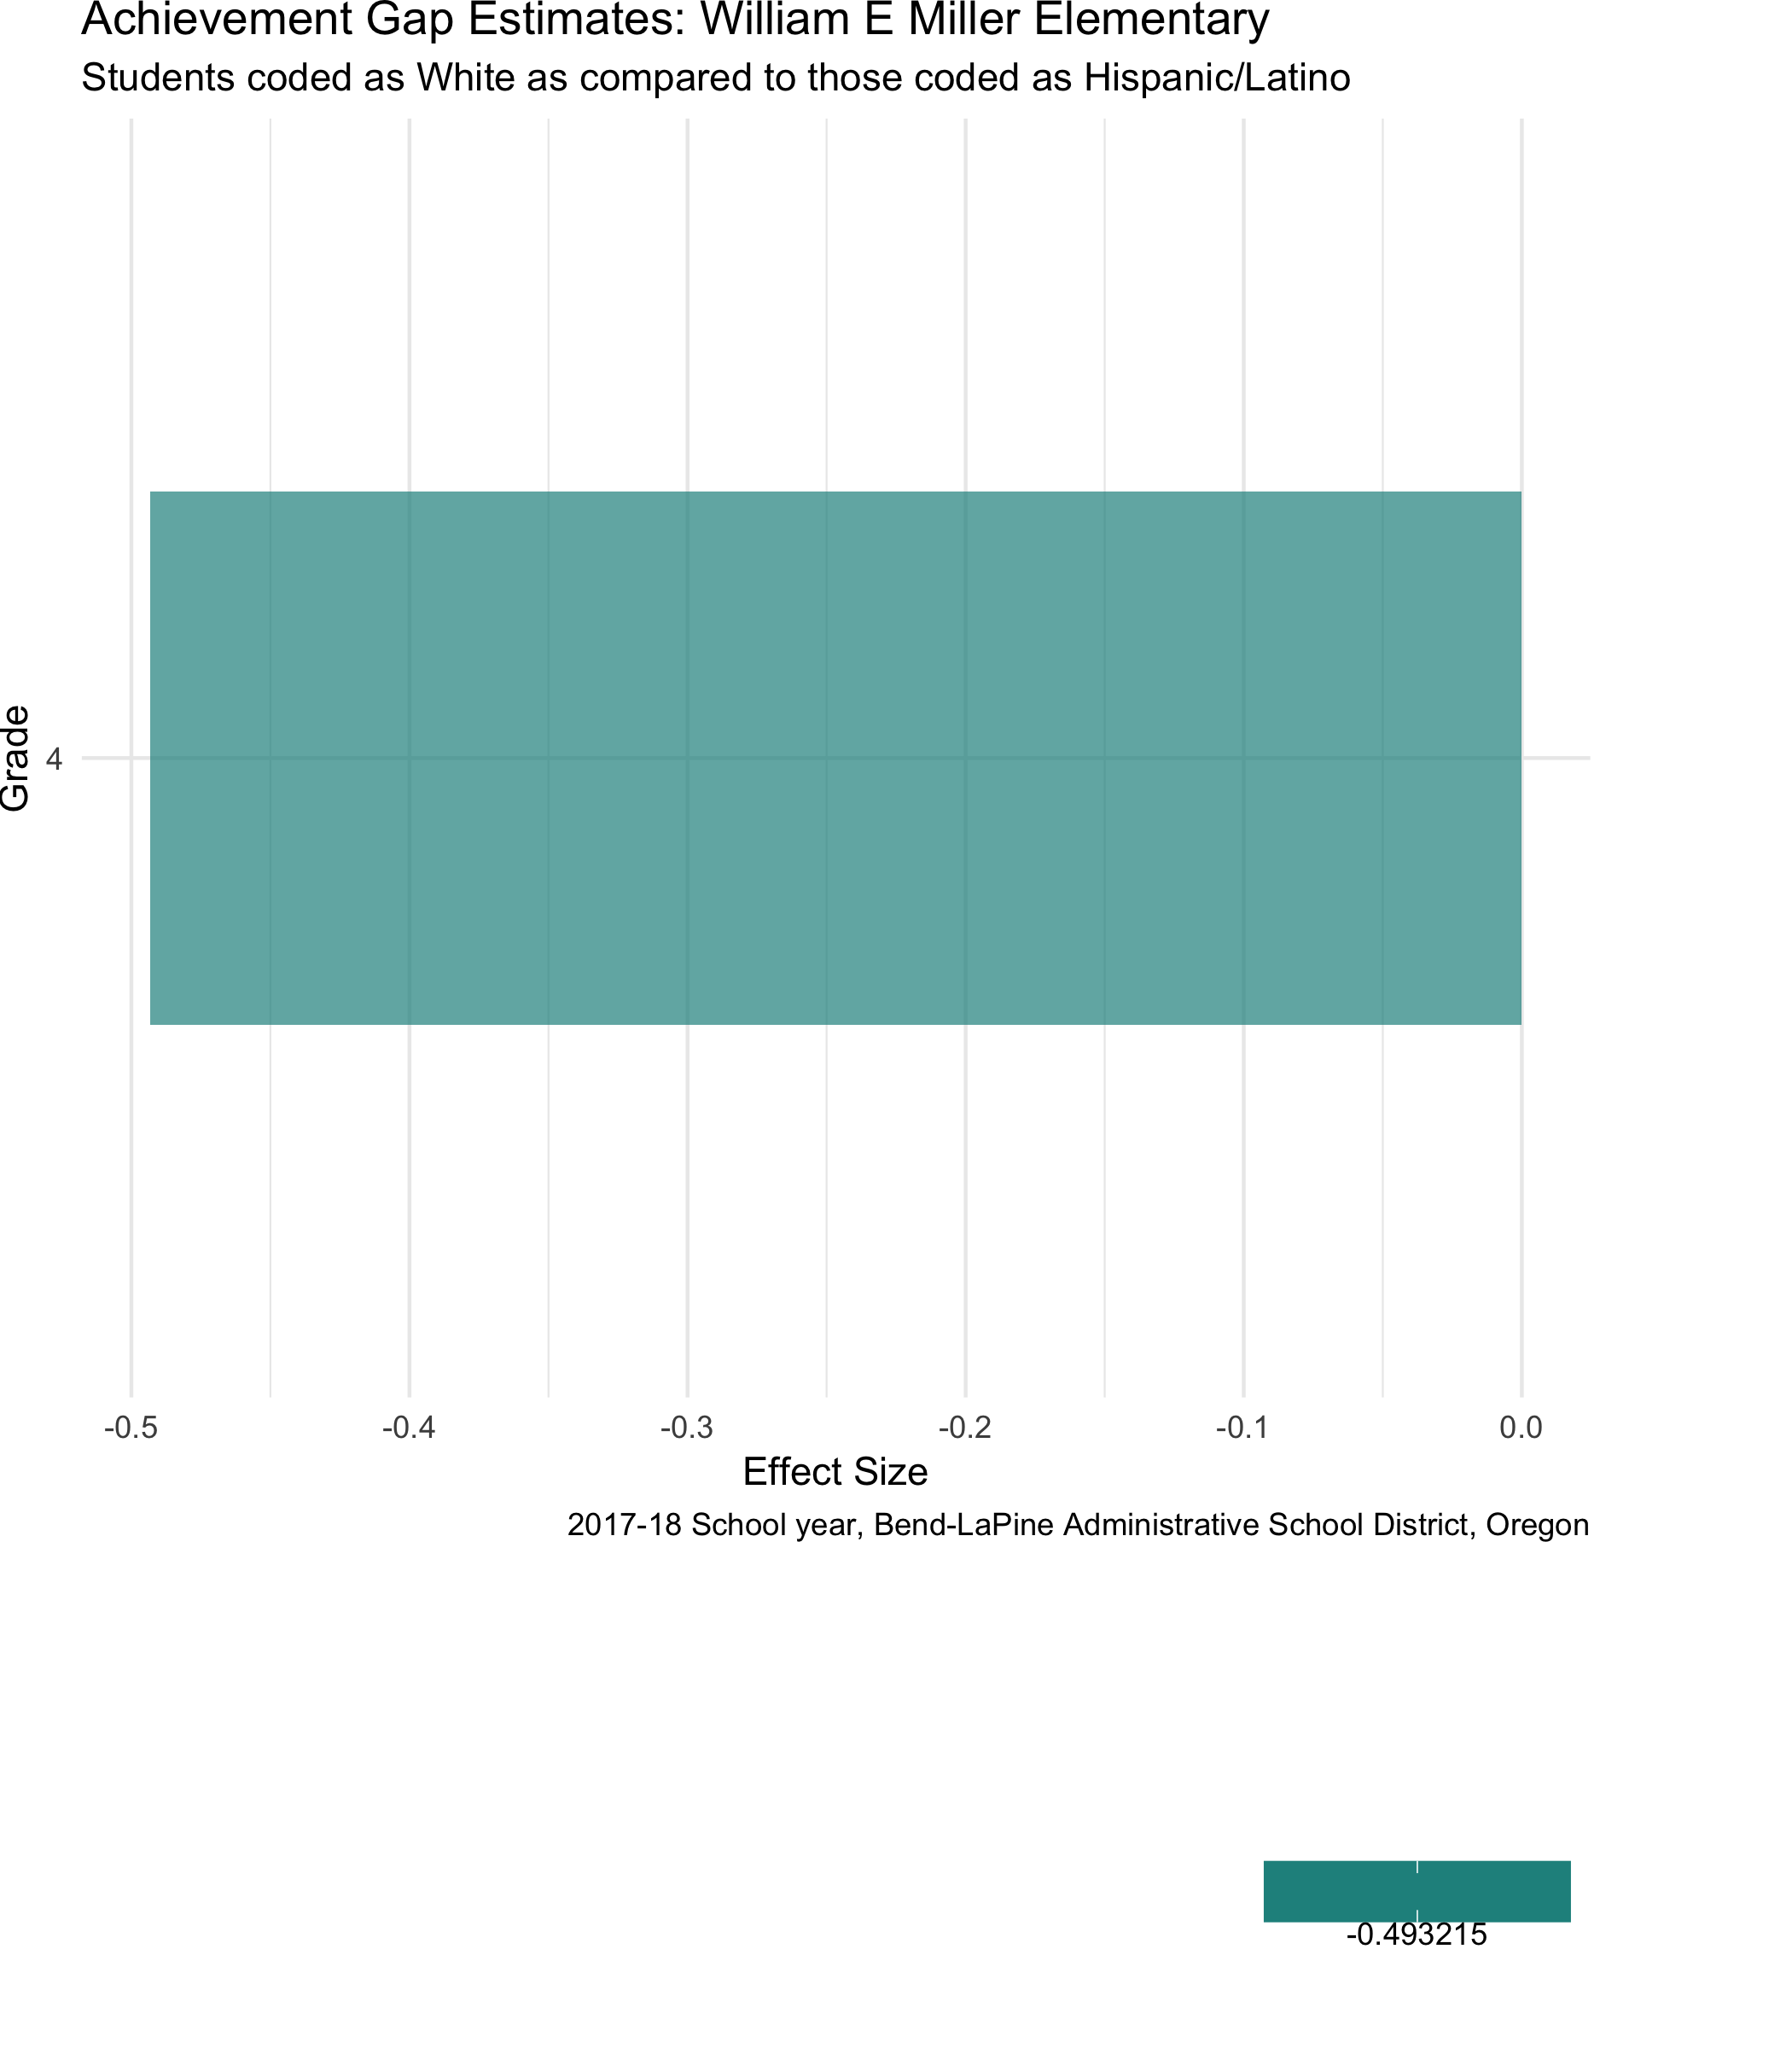 Achievement Gap Estimates: William E Miller Elementary
Students coded as White as compared to those coded as Hispanic/Latino
Grade
4
-0.5 -0.4 -0.3 -0.2 -0.1 0.0
Effect Size
2017-18 School year, Bend-LaPine Administrative School District, Oregon
-0.493215